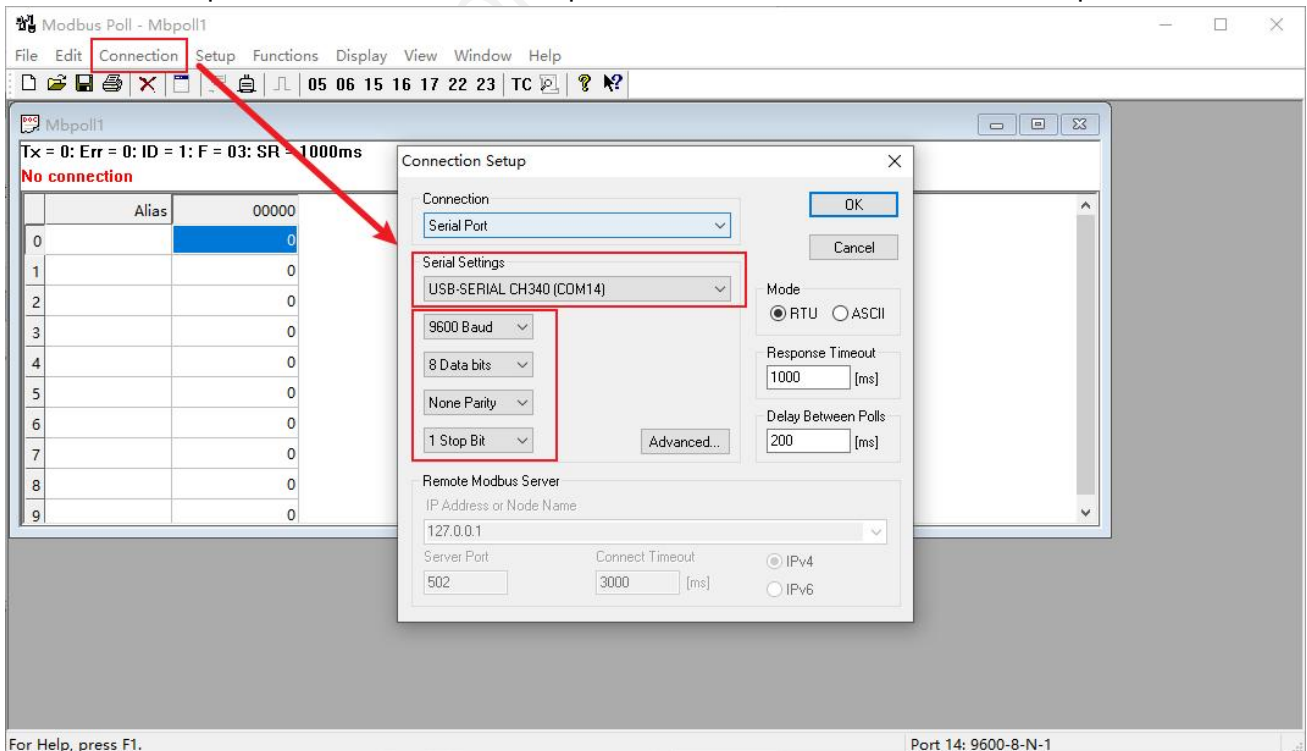 Modbus Poll - Mbpoll1
File Edit Connection Setup Functions Display View Window Help
05 06 15 16 17 22 23 TC
Mbpoll1
Tx = 0: Err = 0: ID = 1: F = 03: SR = 1000ms
No connection
Alias 00000
0 0
1 0
2 0
3 0
4 0
5 0
6 0
7 0
8 0
9 0
Connection Setup
Connection
Serial Port
OK
Cancel
Serial Settings
USB-SERIAL CH340 (COM14)
Mode
RTU ASCII
9600 Baud
8 Data bits
None Parity
1 Stop Bit
Advanced...
Response Timeout
1000 [ms]
Delay Between Polls
200 [ms]
Remote Modbus Server
IP Address or Node Name
127.0.0.1
Server Port Connect Timeout
502 3000 [ms]
IPv4
IPv6
For Help, press F1. Port 14: 9600-8-N-1